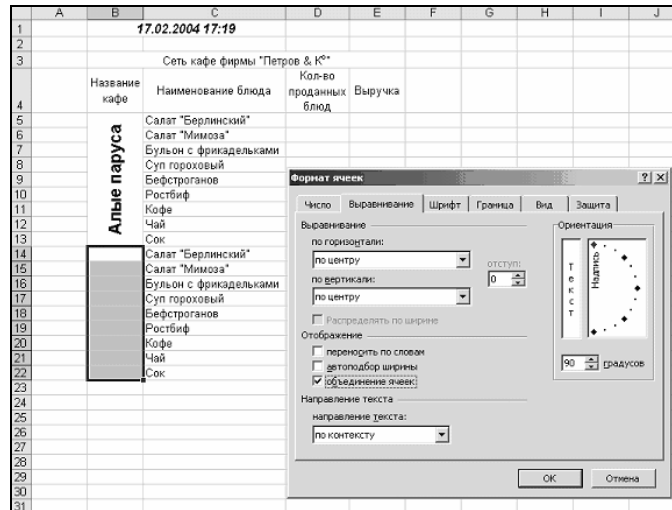 A B C D E F G H I J
1 17.02.2004 17:19
2
3 Сеть кафе фирмы "Петров & К°"
4 Название кафе Наименование блюда Кол-во проданных блюд Выручка
Алые паруса
5 Салат "Берлинский"
6 Салат "Мимоза"
7 Бульон с фрикадельками
8 Суп гороховый
9 Бефстроганов
10 Ростбиф
11 Кофе
12 Чай
13 Сок
14 Салат "Берлинский"
15 Салат "Мимоза"
16 Бульон с фрикадельками
17 Суп гороховый
18 Бефстроганов
19 Ростбиф
20 Кофе
21 Чай
22 Сок
23
24
25
26
27
28
29
30
31
Формат ячеек
Число Выравнивание Шрифт Граница Вид Защита
Выравнивание
по горизонтали:
по центру
отступ:
0
по вертикали:
по центру
Распределять по ширине
Отображение
переносить по словам
автоподбор ширины
объединение ячеек
Направление текста
направление текста:
по контексту
Ориентация
Текст
Надпись
90 градусов
ОК Отмена